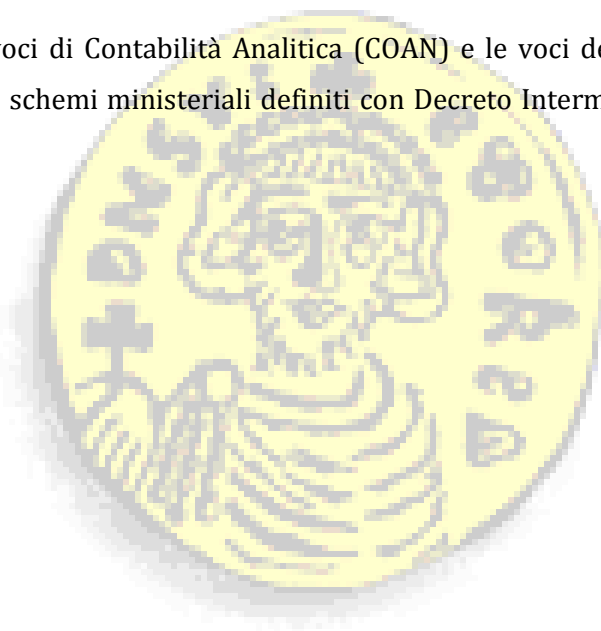 voci di Contabilità Analitica (COAN) e le voci de
schemi ministeriali definiti con Decreto Interm